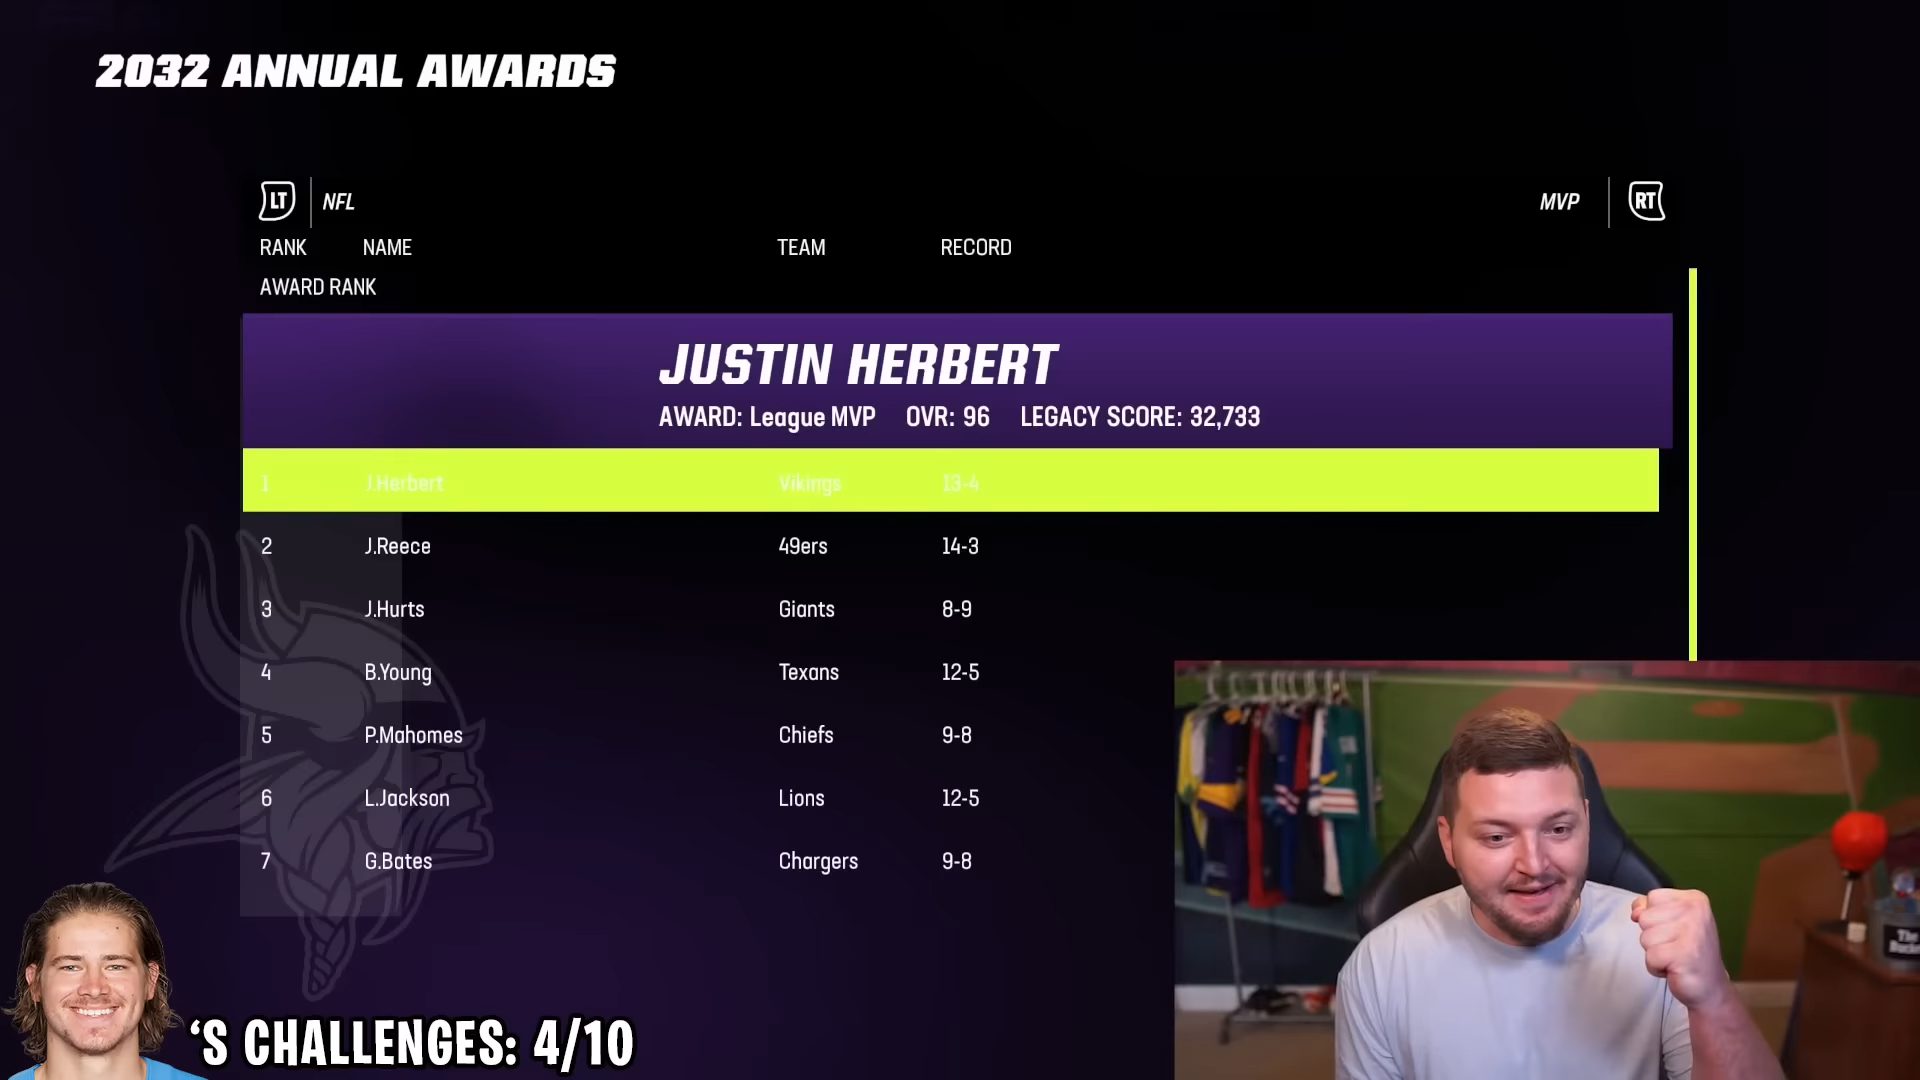 2032 ANNUAL AWARDS
LT NFL MVP RT
RANK NAME TEAM RECORD
AWARD RANK
JUSTIN HERBERT
AWARD: League MVP OVR: 96 LEGACY SCORE: 32,733
1 J.Herbert Vikings 13-4
2 J.Reece 49ers 14-3
3 J.Hurts Giants 8-9
4 B.Young Texans 12-5
5 P.Mahomes Chiefs 9-8
6 L.Jackson Lions 12-5
7 G.Bates Chargers 9-8
The
'S CHALLENGES: 4/10